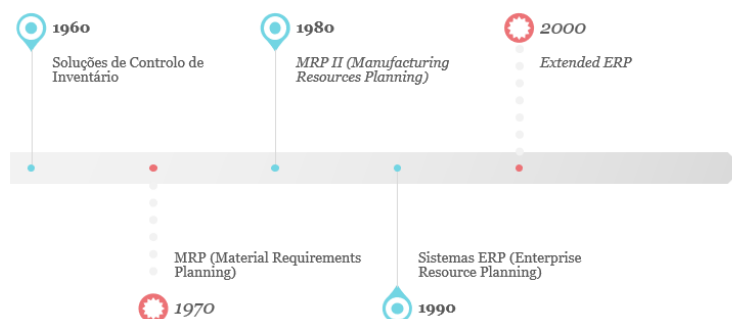 1960
Soluções de Controlo de
Inventário
1980
MRP II (Manufacturing
Resources Planning)
2000
Extended ERP
MRP (Material Requirements
Planning)
1970
Sistemas ERP (Enterprise
Resource Planning)
1990